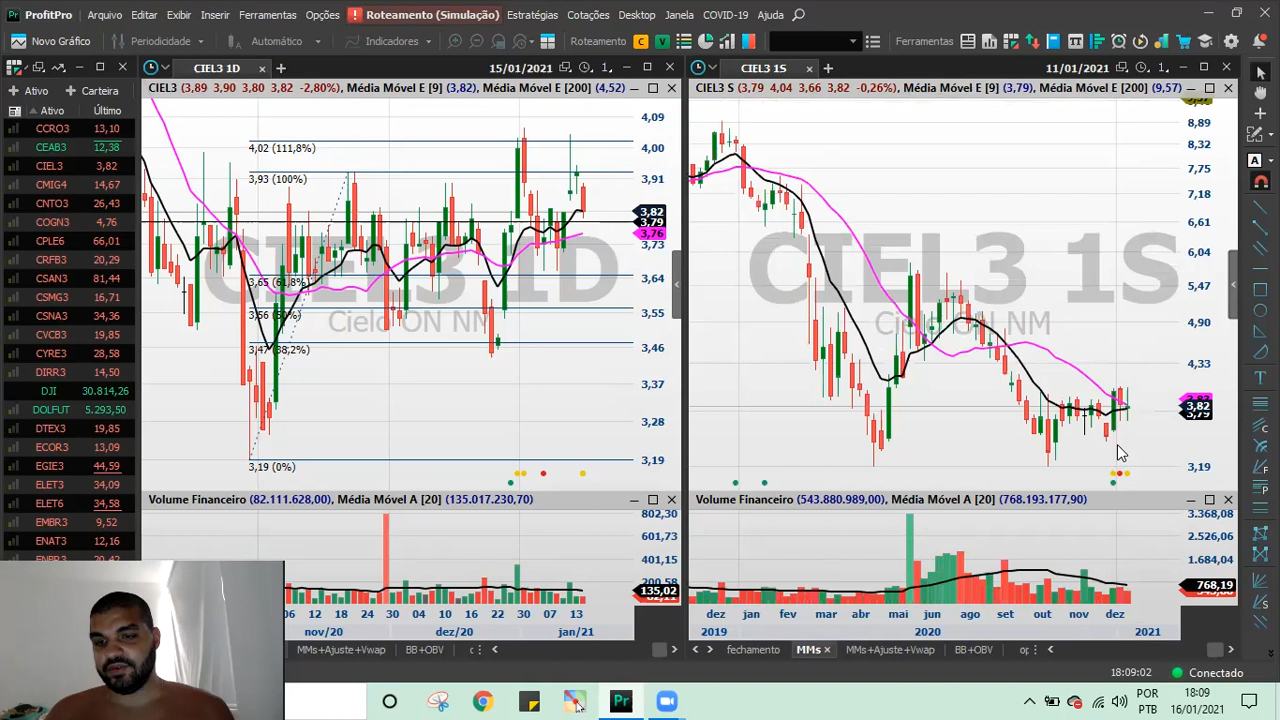 ProfitPro Arquivo Editar Exibir Inserir Ferramentas Opções Roteamento (Simulação) Estratégias Cotações Desktop Janela COVID-19 Ajuda
Novo Gráfico Periodicidade Automático Indicadores Roteamento C V Ferramentas
CIEL3 1D 15/01/2021 1
CIEL3 1S 11/01/2021 1
Ativo Carteira
Ativo Último
CCRO3 13,10
CEAB3 12,38
CIEL3 3,82
CMIG4 14,67
CNTO3 26,43
COGN3 4,76
CPLE6 66,01
CRFB3 20,29
CSAN3 81,44
CSMG3 16,71
CSNA3 34,36
CVCB3 19,85
CYRE3 28,58
DIRR3 14,50
DJI 30.814,26
DOLFUT 5.293,50
DTEX3 19,85
ECOR3 13,09
EGIE3 44,59
ELET3 34,09
ELET6 34,58
EMBR3 9,52
ENAT3 12,16
CIEL3 (3,89 3,90 3,80 3,82 -2,80%), Média Móvel E [9] (3,82), Média Móvel E [200] (4,52)
4,09
4,00
3,91
3,82
3,79
3,76
3,73
3,64
3,55
3,46
3,37
3,28
3,19
4,02 (111,8%)
3,93 (100%)
3,65 (61,8%)
3,56 (50%)
3,47 (38,2%)
3,19 (0%)
CIEL3 1D
Cielo ON NM
Volume Financeiro (82.111.628,00), Média Móvel A [20] (135.017.230,70)
802,30
601,73
401,15
200,58
135,02
06 12 18 24 30 04 10 16 22 30 07 13
nov/20 dez/20 jan/21
MMs+Ajuste+Vwap BB+OBV
CIEL3 S (3,79 4,04 3,66 3,82 -0,26%), Média Móvel E [9] (3,79), Média Móvel E [200] (9,57)
8,89
8,32
7,75
7,18
6,61
6,04
5,47
4,90
4,33
3,82
3,79
3,19
CIEL3 1S
Cielo ON NM
Volume Financeiro (543.880.989,00), Média Móvel A [20] (768.193.177,90)
3.368,08
2.526,06
1.684,04
768,19
dez jan fev mar abr mai jun ago set out nov dez
2019 2020 2021
fechamento MMs MMs+Ajuste+Vwap BB+OBV
18:09:02 Conectado
POR
PTB
18:09
16/01/2021